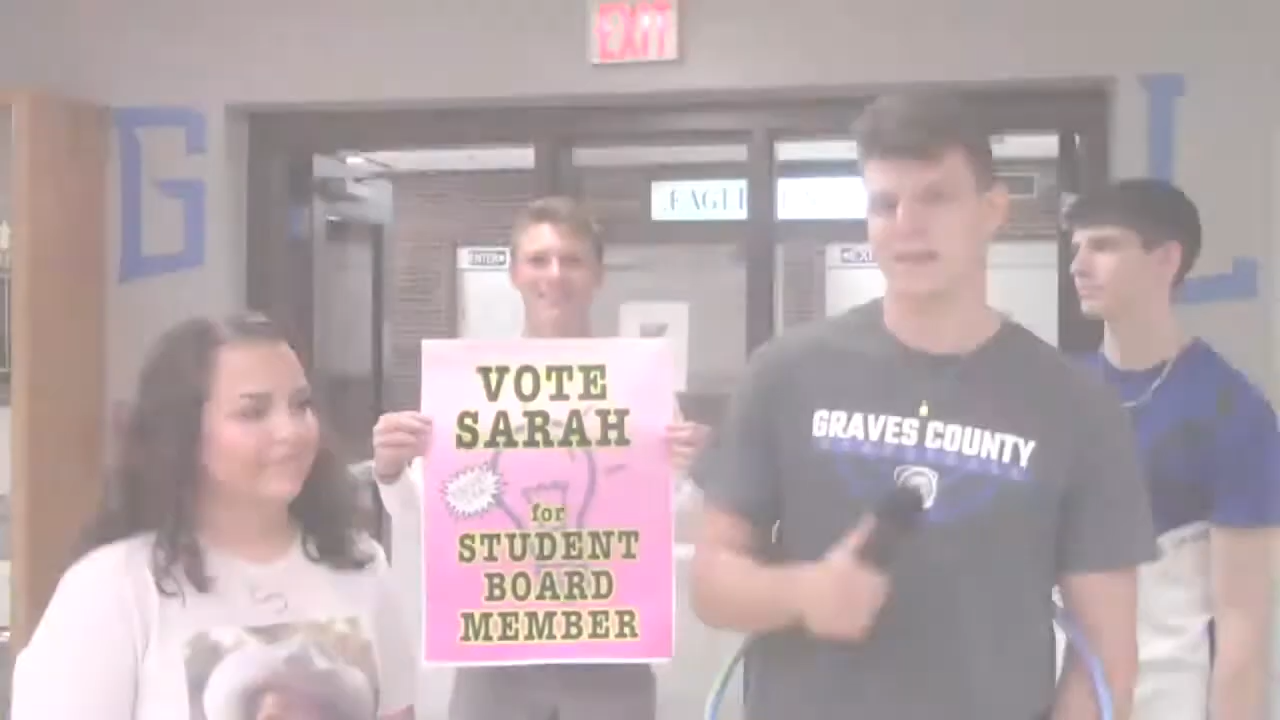 EXIT
G
L
EAGLE
ENTER
EXIT
VOTE
SARAH
for
STUDENT
BOARD
MEMBER
GRAVES COUNTY